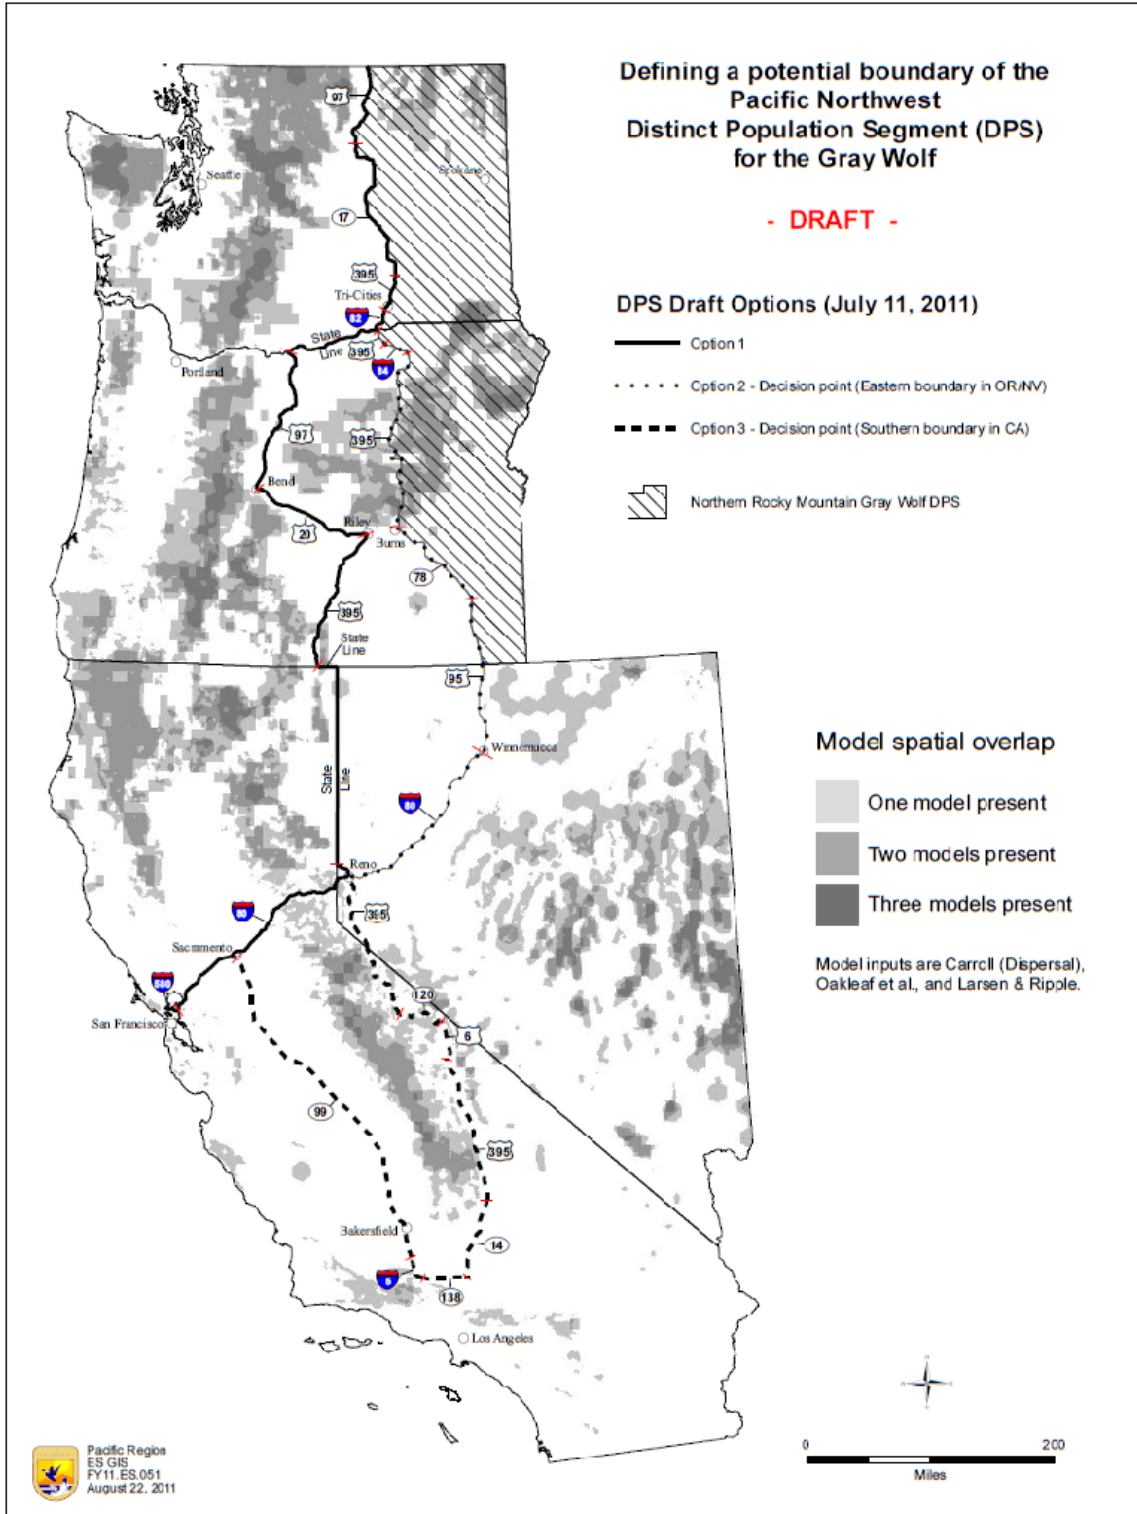 Defining a potential boundary of the
Pacific Northwest
Distinct Population Segment (DPS)
for the Gray Wolf
- DRAFT -
DPS Draft Options (July 11, 2011)
Option 1
Option 2 - Decision point (Eastern boundary in OR/NV)
Option 3 - Decision point (Southern boundary in CA)
Northern Rocky Mountain Gray Wolf DPS
97
Seattle
Spokane
17
395
Tri-Cities
82
State
Line
395
84
Portland
97
395
Bend
Riley
20
Burns
78
395
State
Line
95
Winnemucca
State
Line
80
Reno
80
395
Sacramento
580
120
San Francisco
6
99
395
Bakersfield
14
5
138
Los Angeles
Model spatial overlap
One model present
Two models present
Three models present
Model inputs are Carroll (Dispersal),
Oakleaf et al., and Larsen & Ripple.
N
0 200
Miles
Pacific Region
ES GIS
FY11.ES.051
August 22, 2011